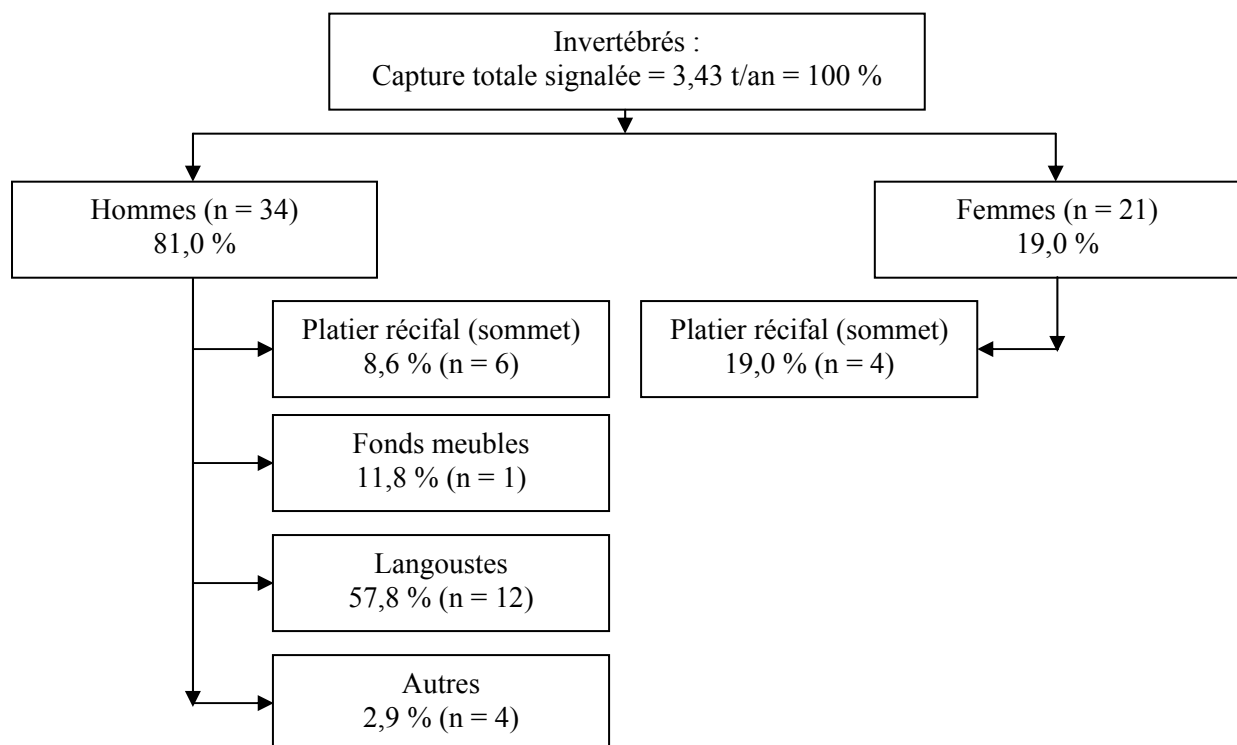 Invertébrés :
Capture totale signalée = 3,43 t/an = 100 %
Hommes (n = 34)
81,0 %
Femmes (n = 21)
19,0 %
Platier récifal (sommet)
8,6 % (n = 6)
Platier récifal (sommet)
19,0 % (n = 4)
Fonds meubles
11,8 % (n = 1)
Langoustes
57,8 % (n = 12)
Autres
2,9 % (n = 4)